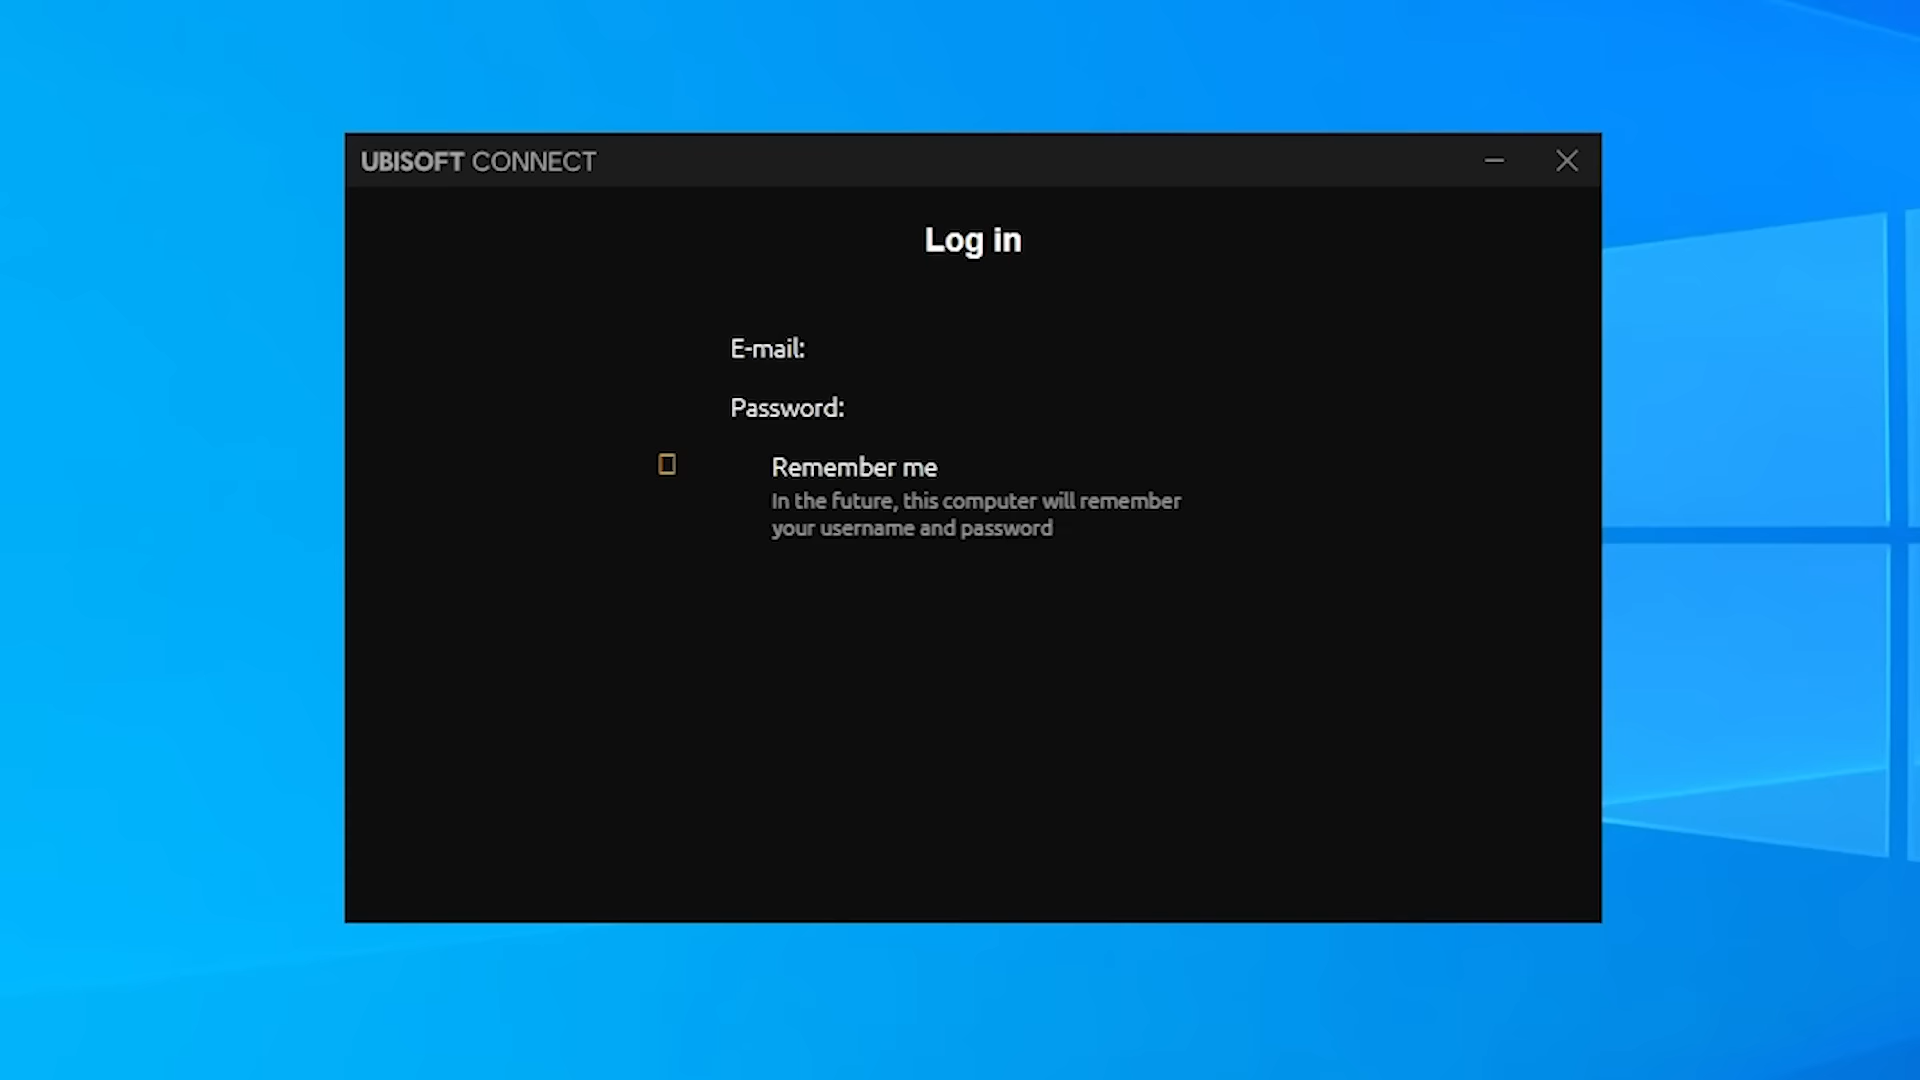 UBISOFT CONNECT
Log in
E-mail:
Password:
Remember me
In the future, this computer will remember
your username and password